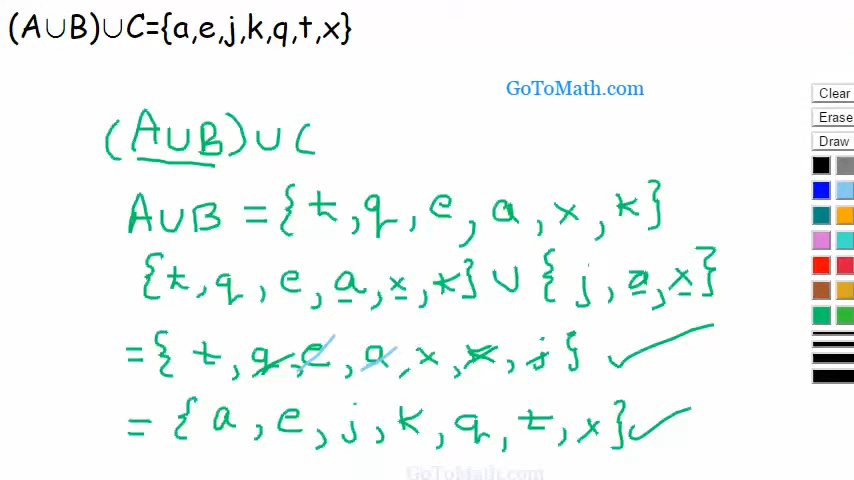 (A∪B)∪C={a,e,j,k,q,t,x}
GoToMath.com
Clear
(A∪B)∪C
Erase
Draw
A∪B={t,q,e,a,x,k}
{t,q,e,a,x,k}∪{j,a,x}
={t,q,e,a,x,k,j}
={a,e,j,k,q,t,x}
GoToMath.com